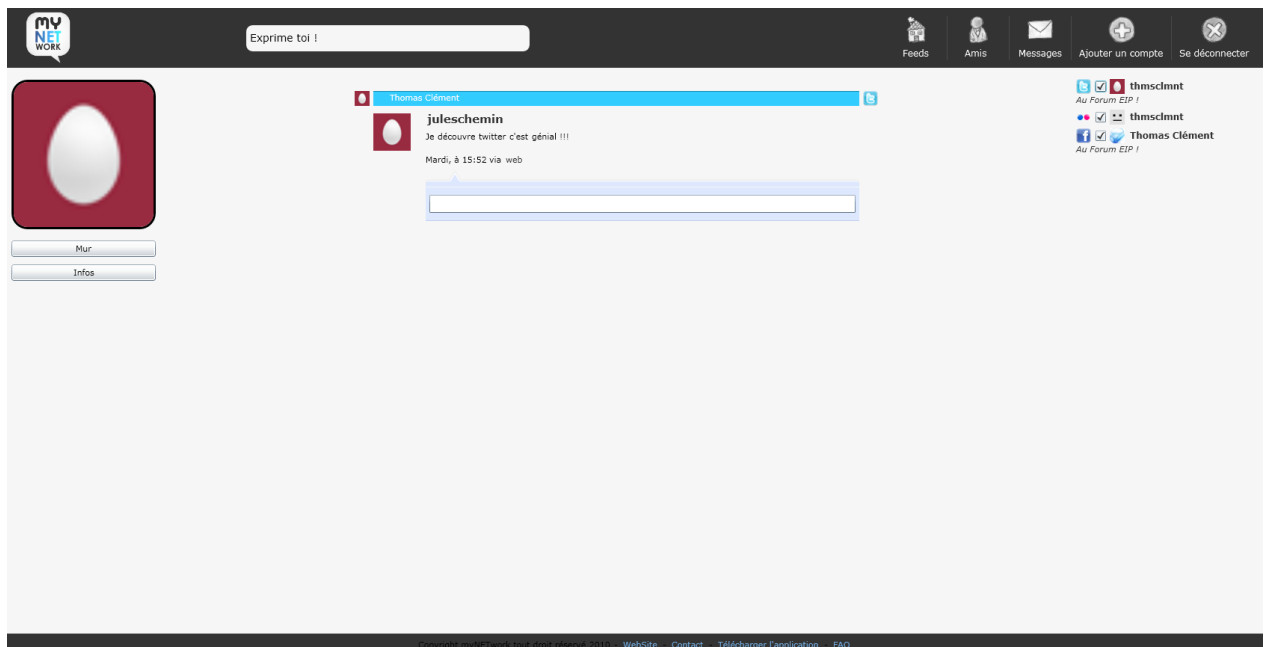 my
NET
WORK
Exprime toi !
Feeds
Amis
Messages
Ajouter un compte
Se déconnecter
Thomas Clément
juleschemin
Je découvre twitter c'est génial !!!
Mardi, à 15:52 via web
Mur
Infos
thmsclmnt
Au Forum EIP !
thmsclmnt
Thomas Clément
Au Forum EIP !
Copyright myNETwork tout droit réservé 2010 - WebSite - Contact - Télécharger l'application - FAQ